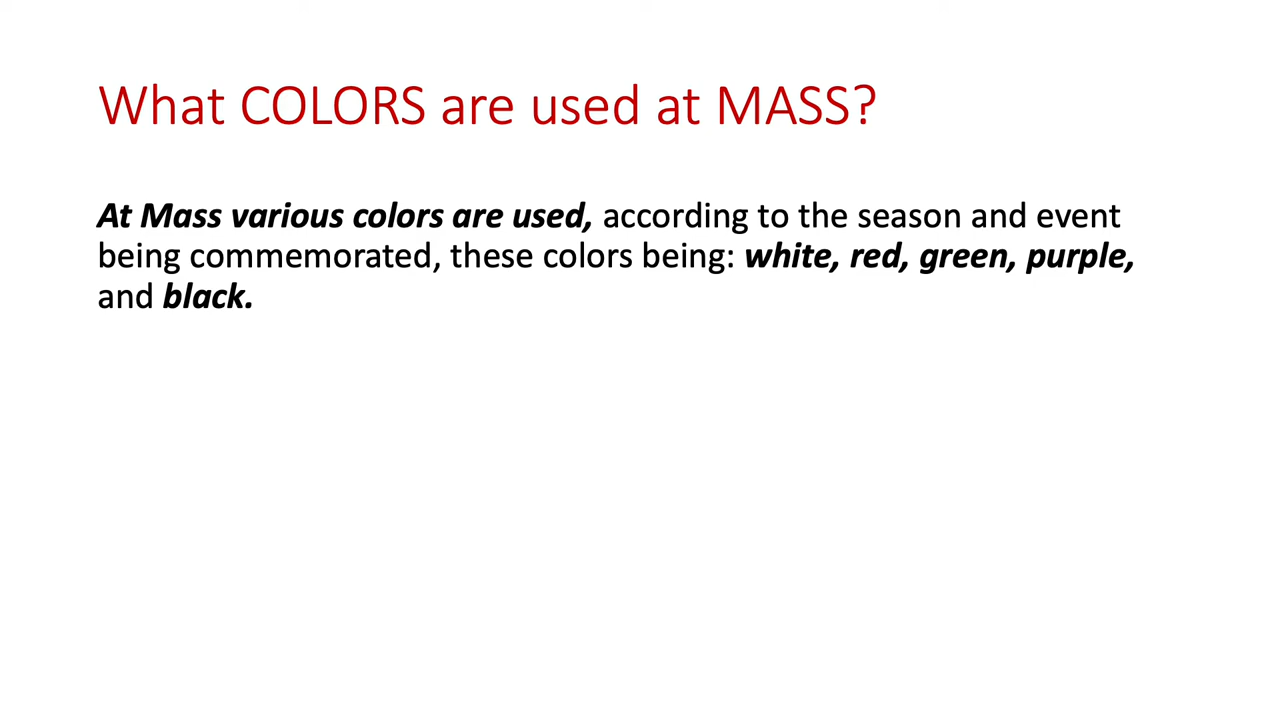 What COLORS are used at MASS?
At Mass various colors are used, according to the season and event
being commemorated, these colors being: white, red, green, purple,
and black.